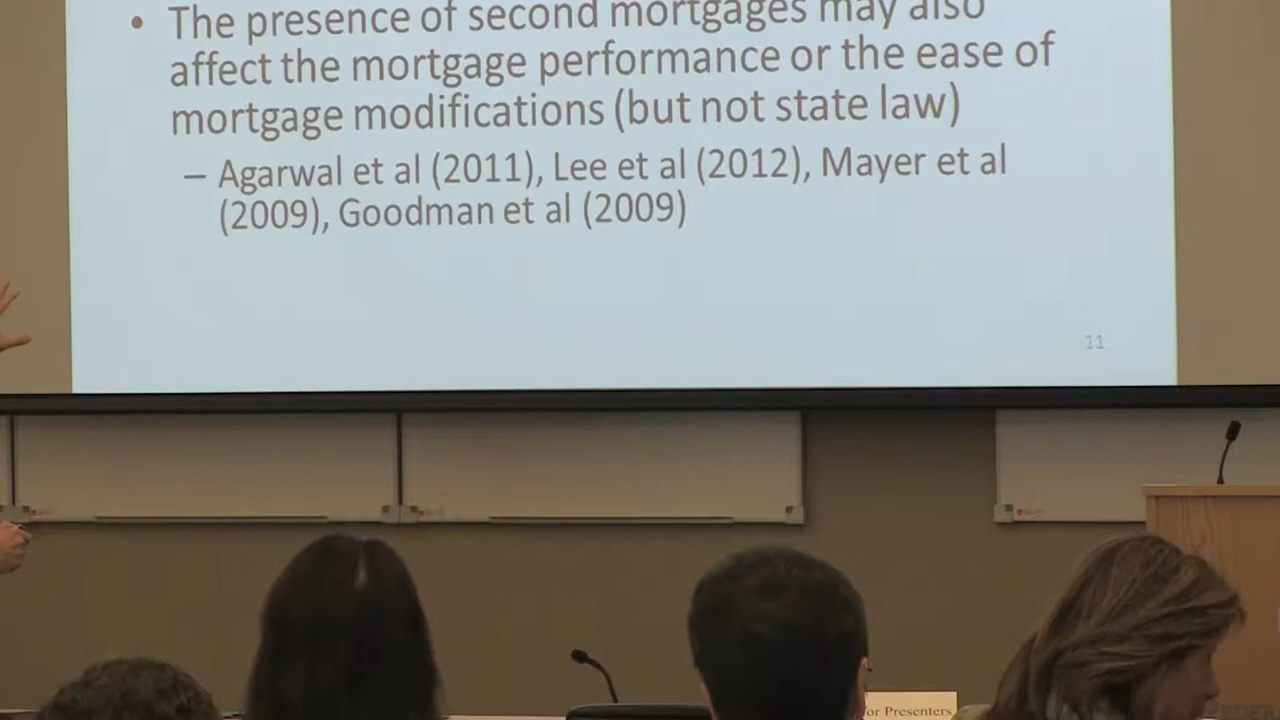 • The presence of second mortgages may also
affect the mortgage performance or the ease of
mortgage modifications (but not state law)
– Agarwal et al (2011), Lee et al (2012), Mayer et al
(2009), Goodman et al (2009)
11
for Presenters